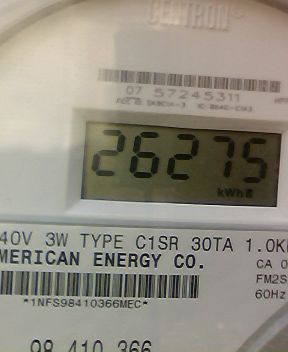 CENTRON®
07 57245311
26275
kWh
40V 3W TYPE C1SR 30TA 1.0K
MERICAN ENERGY CO.
CA 0
FM2S
60Hz
*1NFS98410366MEC*
98 410 366